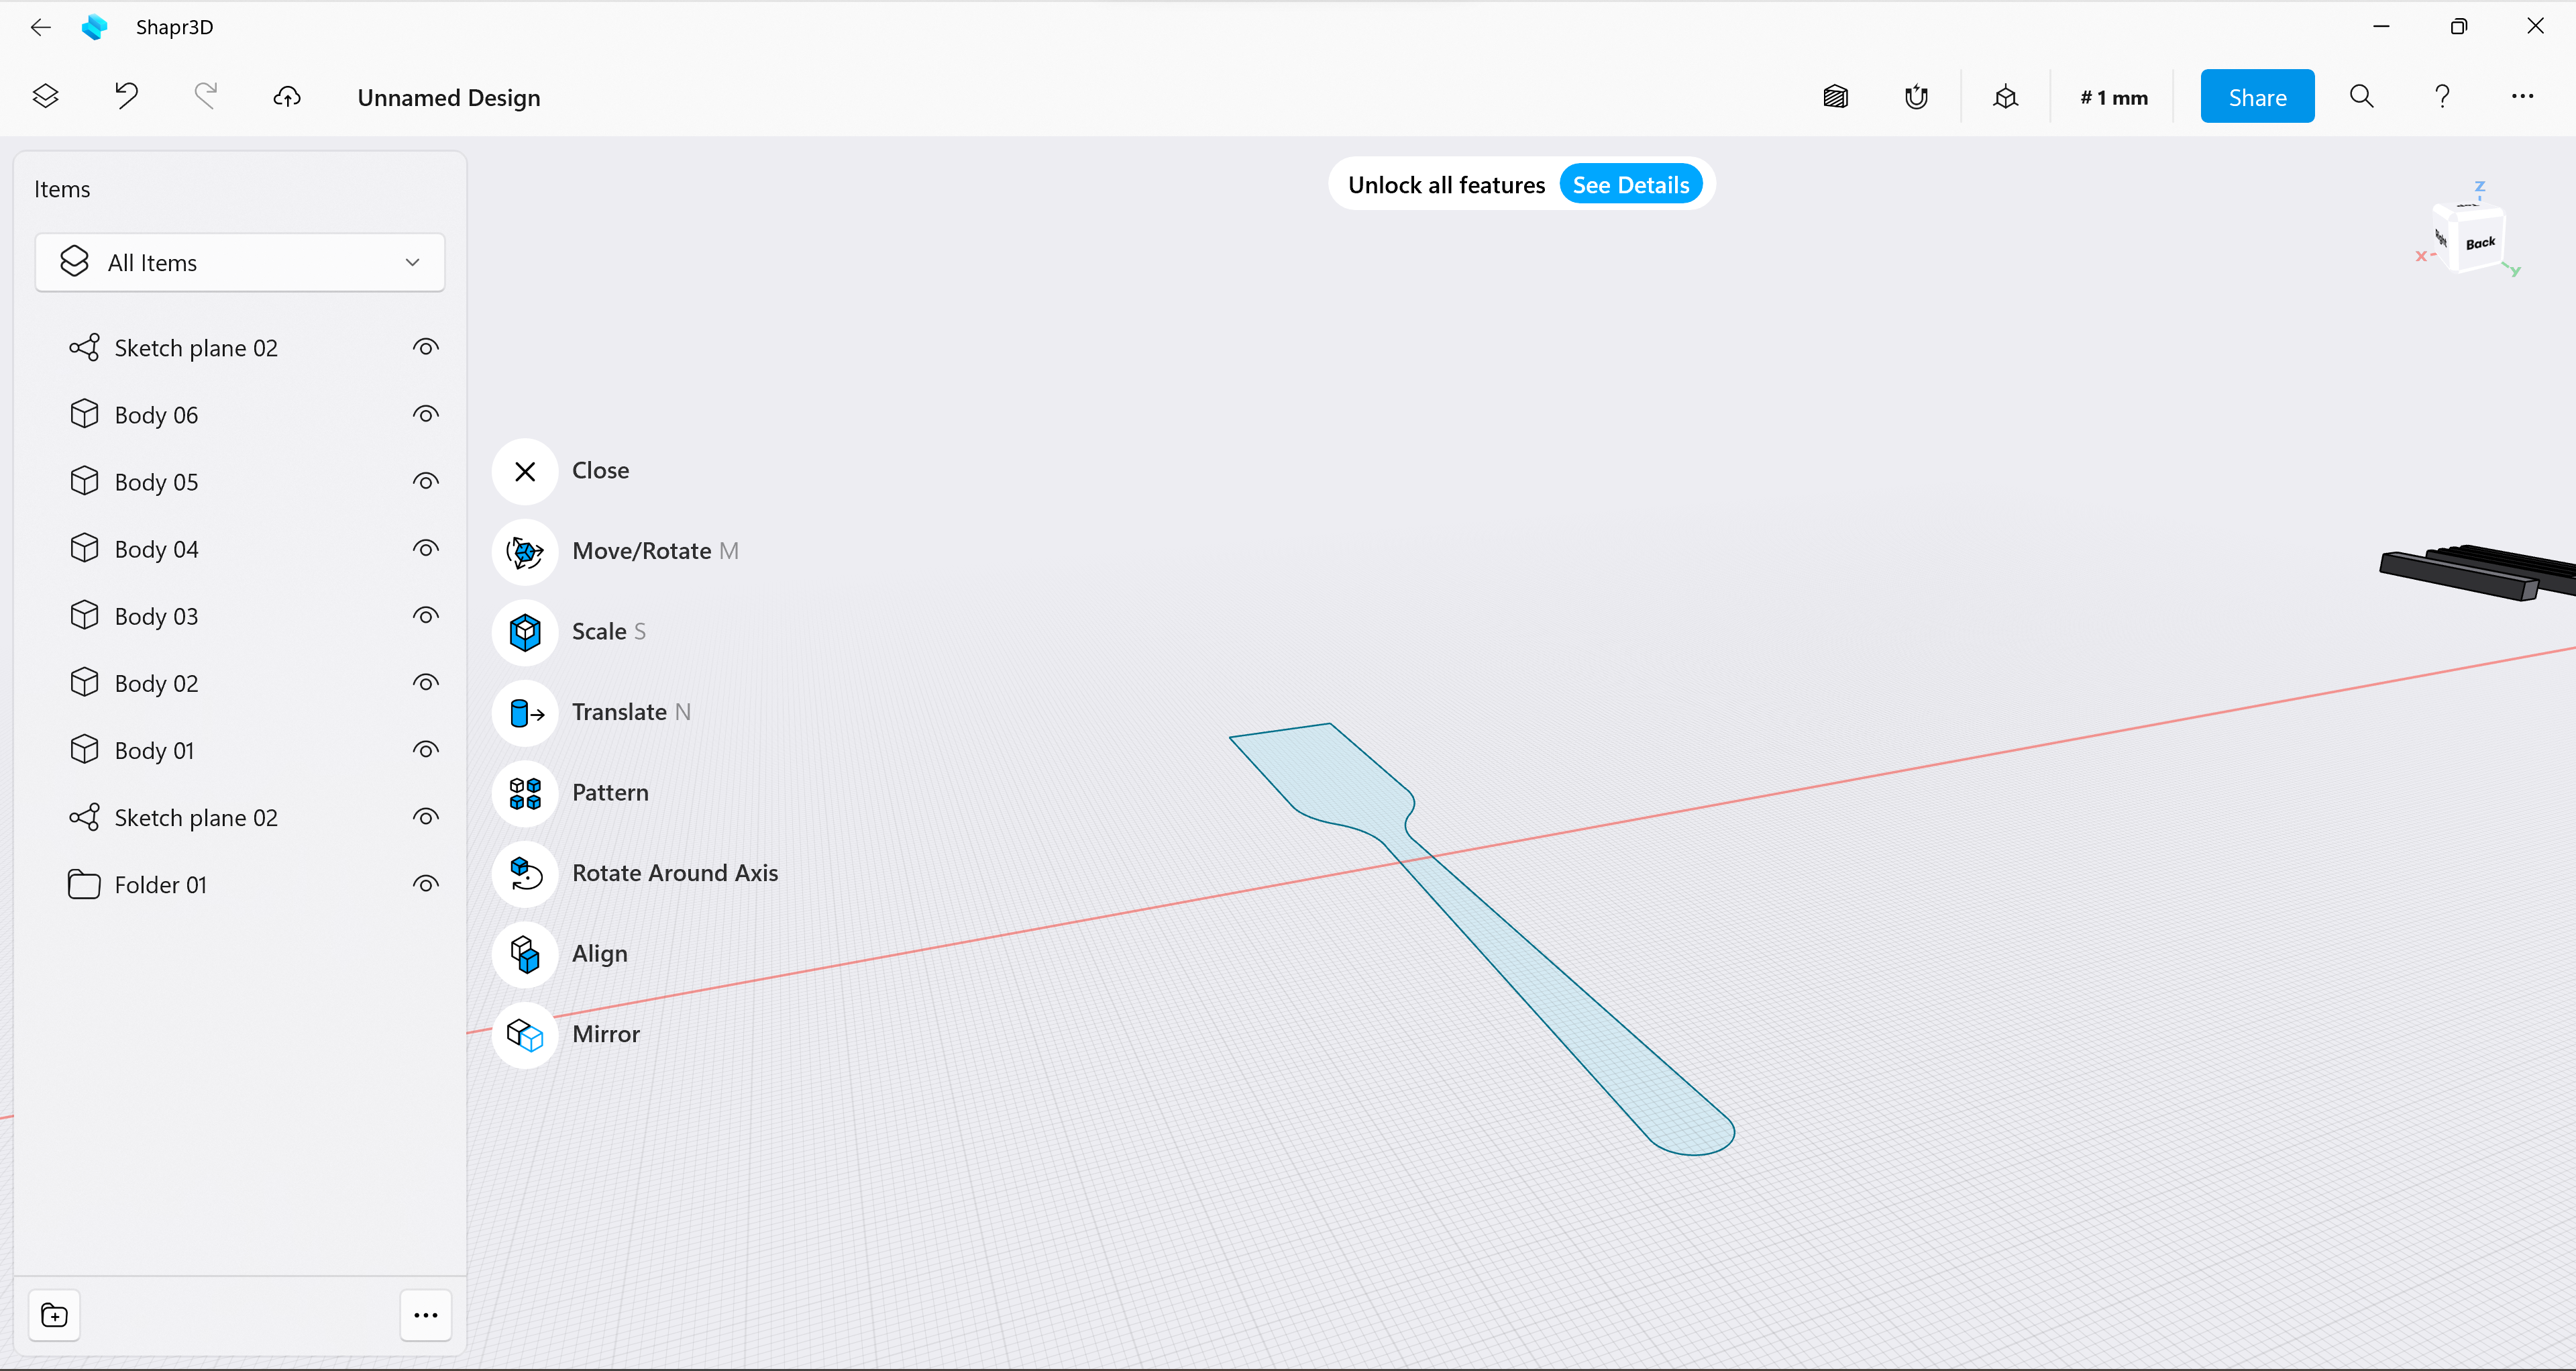 Shapr3D
Unnamed Design
# 1 mm
Share
Items
Unlock all features See Details
All Items
Z
Top
Right
Back
X
Y
Sketch plane 02
Body 06
Body 05
Body 04
Body 03
Body 02
Body 01
Sketch plane 02
Folder 01
Close
Move/Rotate M
Scale S
Translate N
Pattern
Rotate Around Axis
Align
Mirror